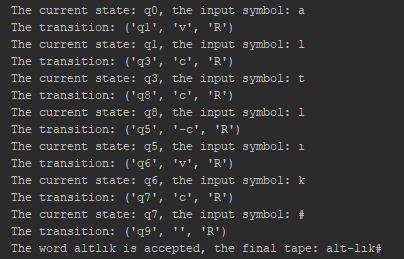 The current state: q0, the input symbol: a
The transition: ('q1', 'v', 'R')
The current state: q1, the input symbol: l
The transition: ('q3', 'c', 'R')
The current state: q3, the input symbol: t
The transition: ('q8', 'c', 'R')
The current state: q8, the input symbol: l
The transition: ('q5', '-c', 'R')
The current state: q5, the input symbol: ı
The transition: ('q6', 'v', 'R')
The current state: q6, the input symbol: k
The transition: ('q7', 'c', 'R')
The current state: q7, the input symbol: #
The transition: ('q9', '', 'R')
The word altlık is accepted, the final tape: alt-lık#